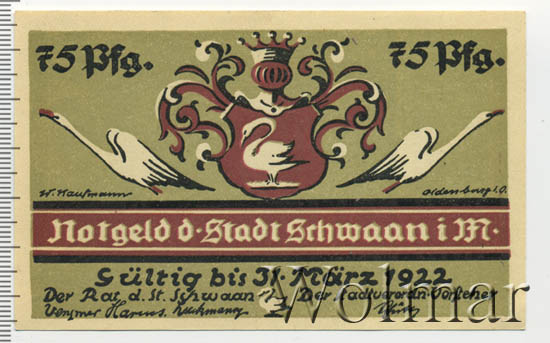 75 Pfg. 75 Pfg.
W. Kaufmann Oldenburg i. O.
Notgeld d. Stadt Schwaan i M.
Gültig bis 31. März 1922
Der Rat d. St. Schwaan Der Stadtverordn. Vorsteher
Wolmar